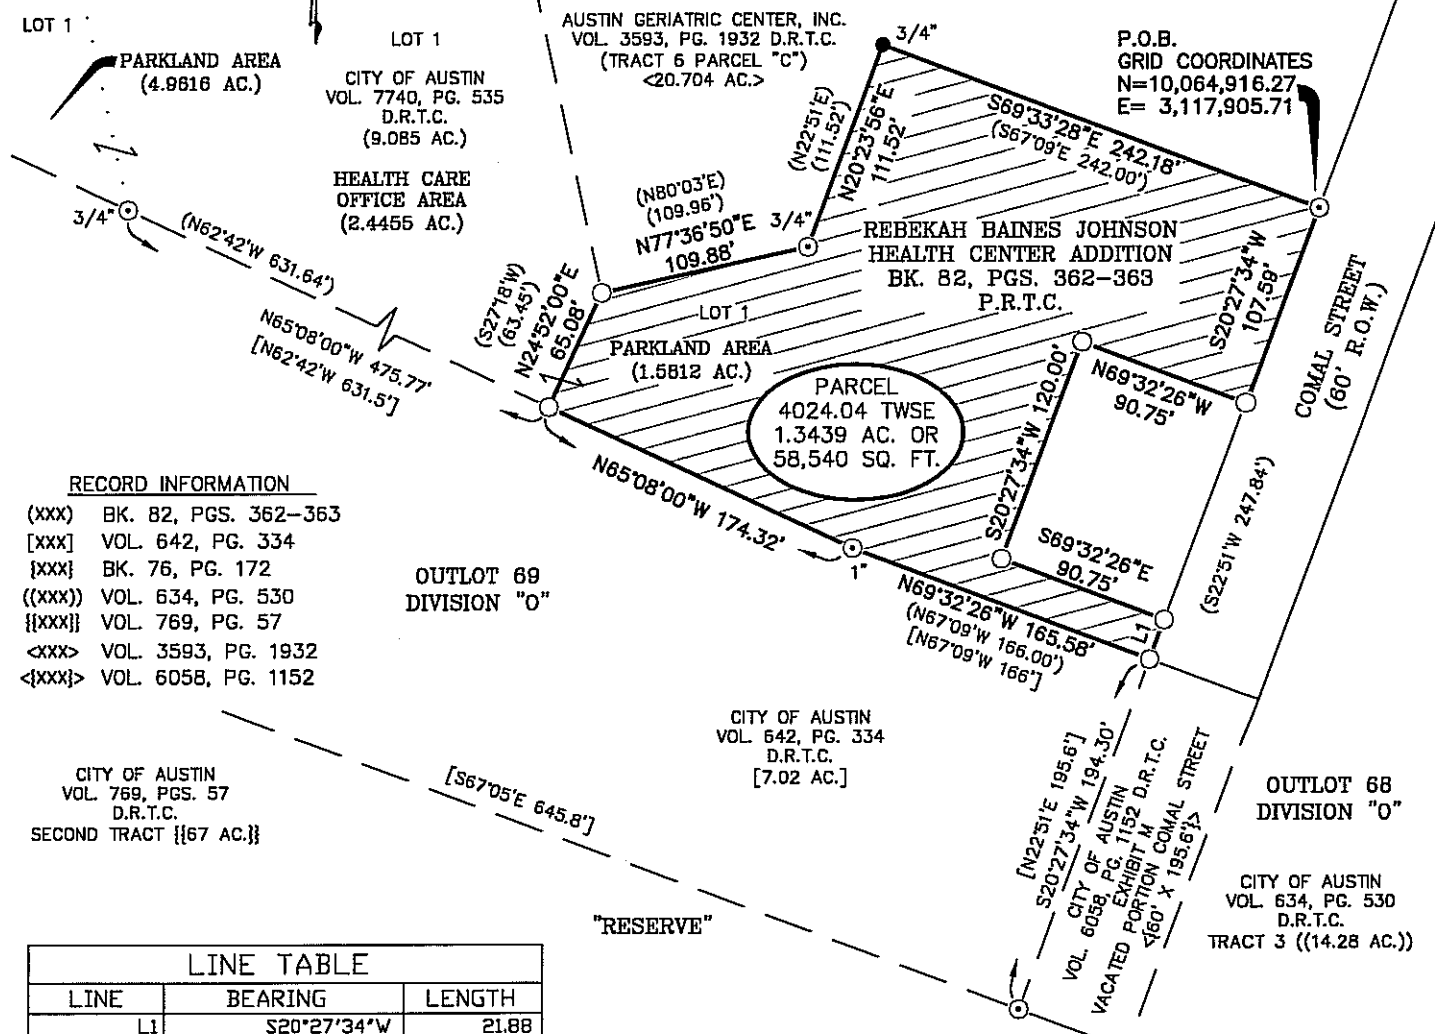 LOT 1
PARKLAND AREA
(4.9616 AC.)
LOT 1
CITY OF AUSTIN
VOL. 7740, PG. 535
D.R.T.C.
(9.085 AC.)
HEALTH CARE
OFFICE AREA
(2.4455 AC.)
AUSTIN GERIATRIC CENTER, INC.
VOL. 3593, PG. 1932 D.R.T.C.
(TRACT 6 PARCEL "C")
<20.704 AC.>
3/4"
P.O.B.
GRID COORDINATES
N=10,064,916.27
E= 3,117,905.71
S69°33'28"E 242.18'
(S67°09'E 242.00')
(N22°51'E)
(111.52')
N20°23'56"E
111.52'
(N80°03'E)
(109.96')
N77°36'50"E
109.88'
3/4"
3/4"
(N62°42'W 631.64')
N65°08'00"W 475.77'
[N62°42'W 631.5']
(S27°18'W)
(63.45')
N24°52'00"E
65.08'
REBEKAH BAINES JOHNSON
HEALTH CENTER ADDITION
BK. 82, PGS. 362-363
P.R.T.C.
S20°27'34"W
107.59'
COMAL STREET
(60' R.O.W.)
LOT 1
PARKLAND AREA
(1.5812 AC.)
PARCEL
4024.04 TWSE
1.3439 AC. OR
58,540 SQ. FT.
N69°32'26"W
90.75'
S20°27'34"W 120.00'
S69°32'26"E
90.75'
(S22°51'W 247.84')
L1
N65°08'00"W 174.32'
1"
N69°32'26"W 165.58'
(N67°09'W 166.00')
[N67°09'W 166']
RECORD INFORMATION
(XXX) BK. 82, PGS. 362-363
[XXX] VOL. 642, PG. 334
{XXX} BK. 76, PG. 172
((XXX)) VOL. 634, PG. 530
{[XXX]} VOL. 769, PG. 57
<XXX> VOL. 3593, PG. 1932
<{XXX}> VOL. 6058, PG. 1152
OUTLOT 69
DIVISION "O"
CITY OF AUSTIN
VOL. 642, PG. 334
D.R.T.C.
[7.02 AC.]
CITY OF AUSTIN
VOL. 769, PGS. 57
D.R.T.C.
SECOND TRACT {[67 AC.]}
[S67°05'E 645.8']
"RESERVE"
[N22°51'E 195.6']
S20°27'34"W 194.30'
CITY OF AUSTIN
VOL. 6058, PG. 1152 D.R.T.C.
EXHIBIT M
VACATED PORTION COMAL STREET
<{60' X 195.6'}>
OUTLOT 68
DIVISION "O"
CITY OF AUSTIN
VOL. 634, PG. 530
D.R.T.C.
TRACT 3 ((14.28 AC.))
LINE TABLE
LINE BEARING LENGTH
L1 S20°27'34"W 21.88